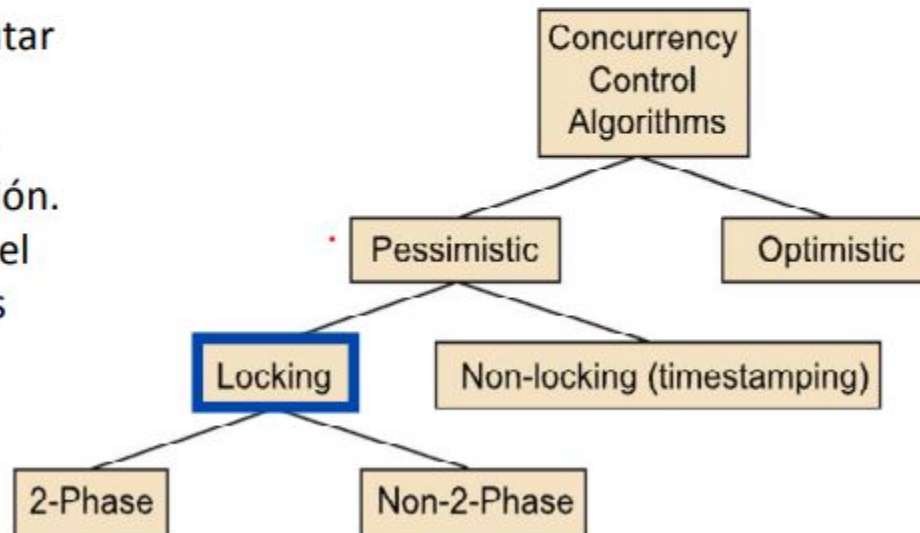 tar
ón.
el
s
Concurrency
Control
Algorithms
Pessimistic
Optimistic
Locking
Non-locking (timestamping)
2-Phase
Non-2-Phase